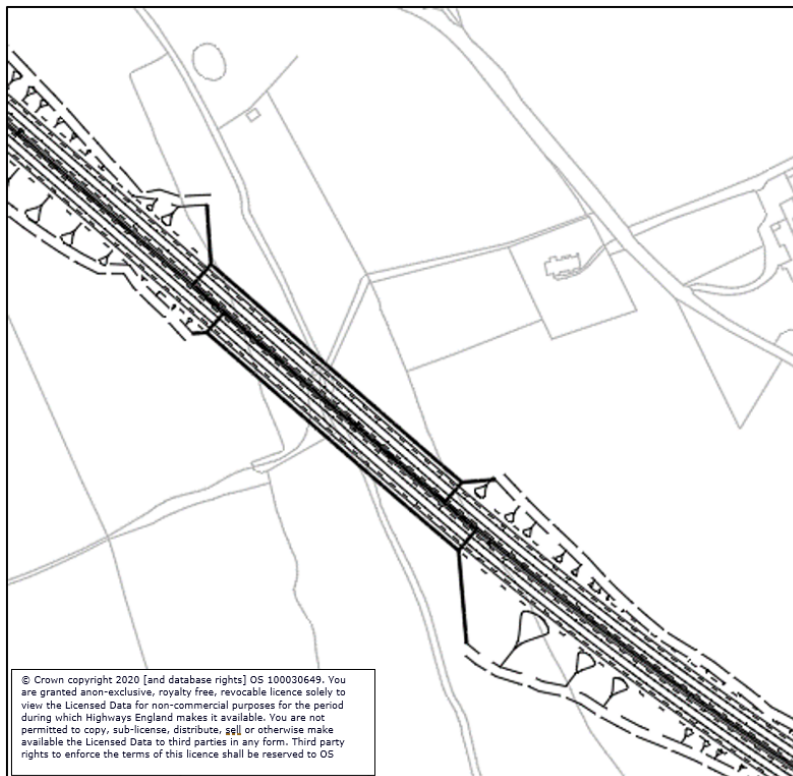 © Crown copyright 2020 [and database rights] OS 100030649. You
are granted anon-exclusive, royalty free, revocable licence solely to
view the Licensed Data for non-commercial purposes for the period
during which Highways England makes it available. You are not
permitted to copy, sub-license, distribute, sell or otherwise make
available the Licensed Data to third parties in any form. Third party
rights to enforce the terms of this licence shall be reserved to OS